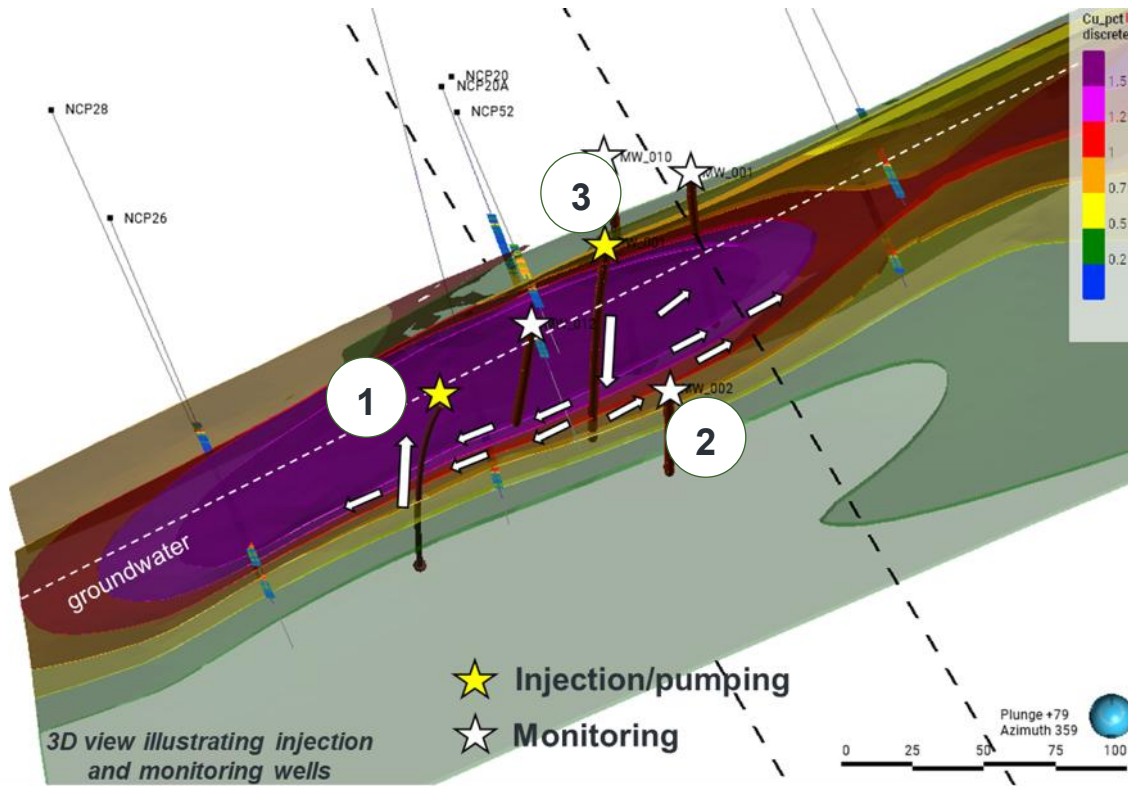 Cu_pct
discrete
1.5
1.2
1
0.7
0.5
0.2
NCP20
NCP20A
NCP28
NCP52
MW_010
MW_001
3
NCP26
1
MW_002
2
groundwater
Injection/pumping
Monitoring
3D view illustrating injection
and monitoring wells
Plunge +79
Azimuth 359
0 25 50 75 100